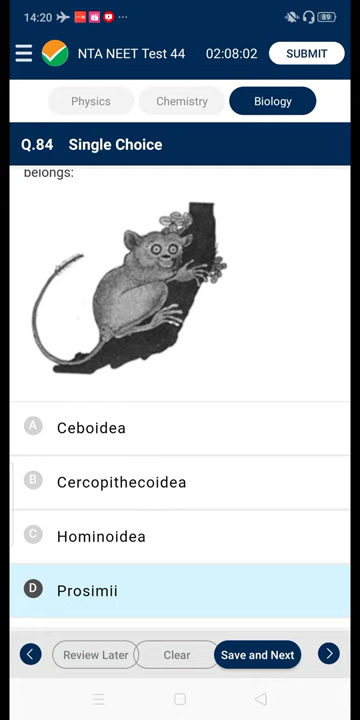 14:20 89
NTA NEET Test 44 02:08:02 SUBMIT
Physics Chemistry Biology
Q.84 Single Choice
belongs:
A Ceboidea
B Cercopithecoidea
C Hominoidea
D Prosimii
Review Later Clear Save and Next